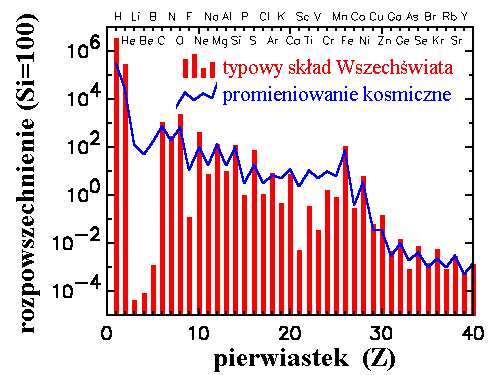 H Li B N F Na Al P Cl K Sc V Mn Co Cu Ga As Br Rb Y
He Be C O Ne Mg Si S Ar Ca Ti Cr Fe Ni Zn Ge Se Kr Sr
rozpowszechnienie (Si=100)
10^6
10^4
10^2
10^0
10^-2
10^-4
typowy skład Wszechświata
promieniowanie kosmiczne
0 10 20 30 40
pierwiastek (Z)